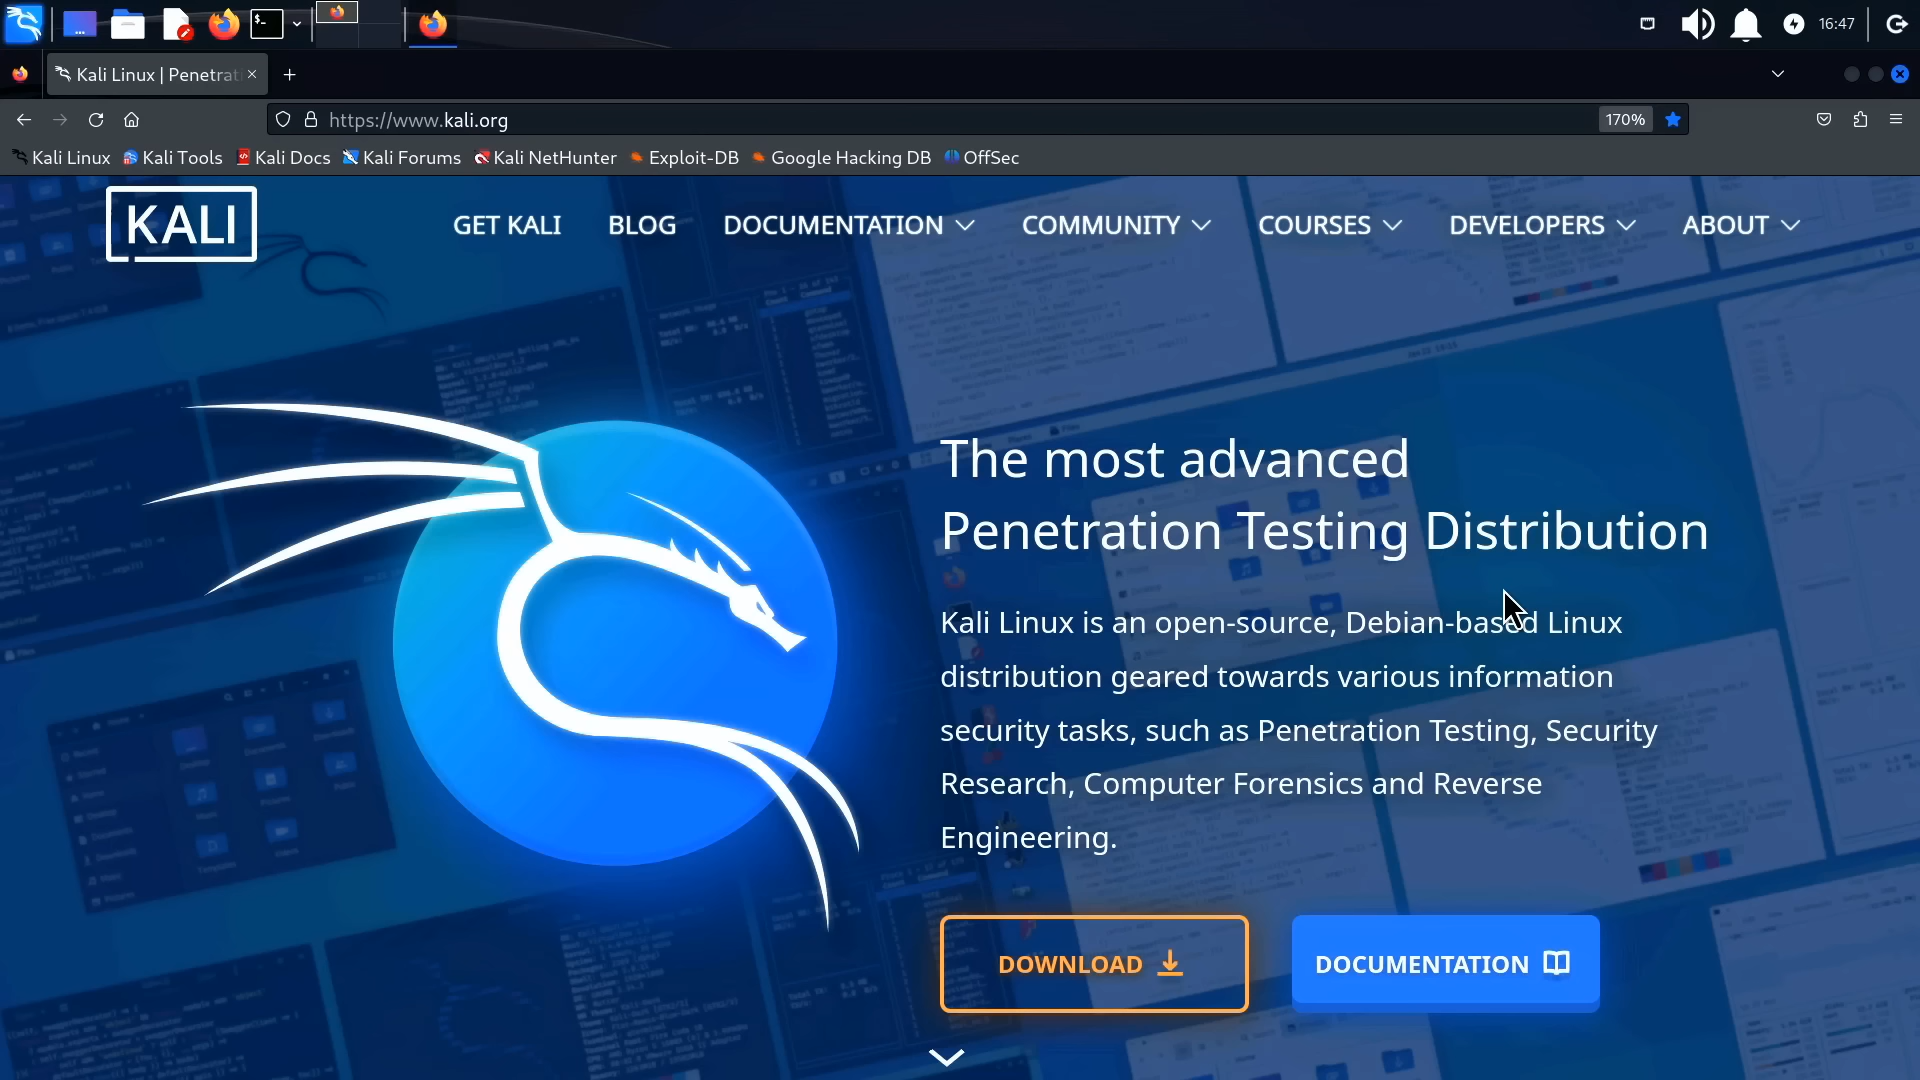 16:47
Kali Linux | Penetrat
https://www.kali.org
170%
Kali Linux
Kali Tools
Kali Docs
Kali Forums
Kali NetHunter
Exploit-DB
Google Hacking DB
OffSec
KALI
GET KALI
BLOG
DOCUMENTATION
COMMUNITY
COURSES
DEVELOPERS
ABOUT
The most advanced
Penetration Testing Distribution
Kali Linux is an open-source, Debian-based Linux
distribution geared towards various information
security tasks, such as Penetration Testing, Security
Research, Computer Forensics and Reverse
Engineering.
DOWNLOAD
DOCUMENTATION